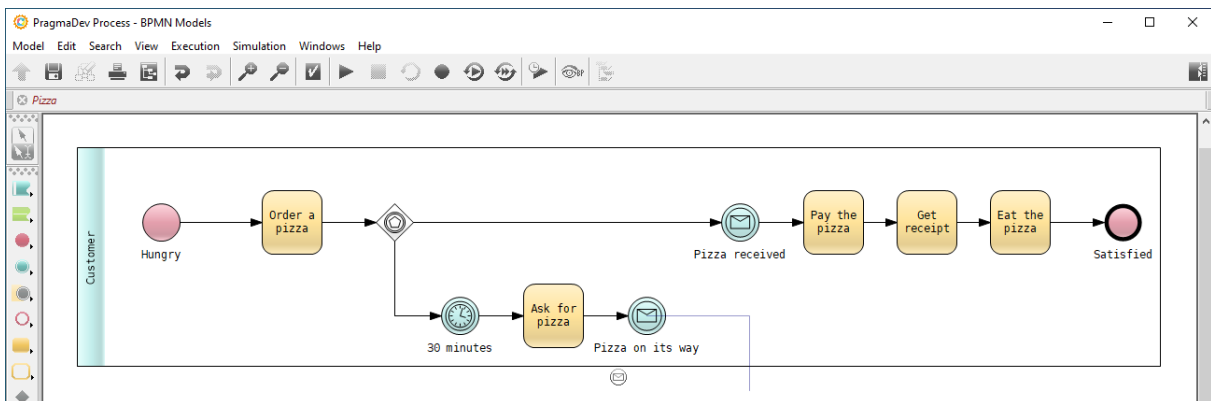 PragmaDev Process - BPMN Models
Model Edit Search View Execution Simulation Windows Help
BP
Pizza
Customer
Hungry
Order a
pizza
Pizza received
Pay the
pizza
Get
receipt
Eat the
pizza
Satisfied
30 minutes
Ask for
pizza
Pizza on its way